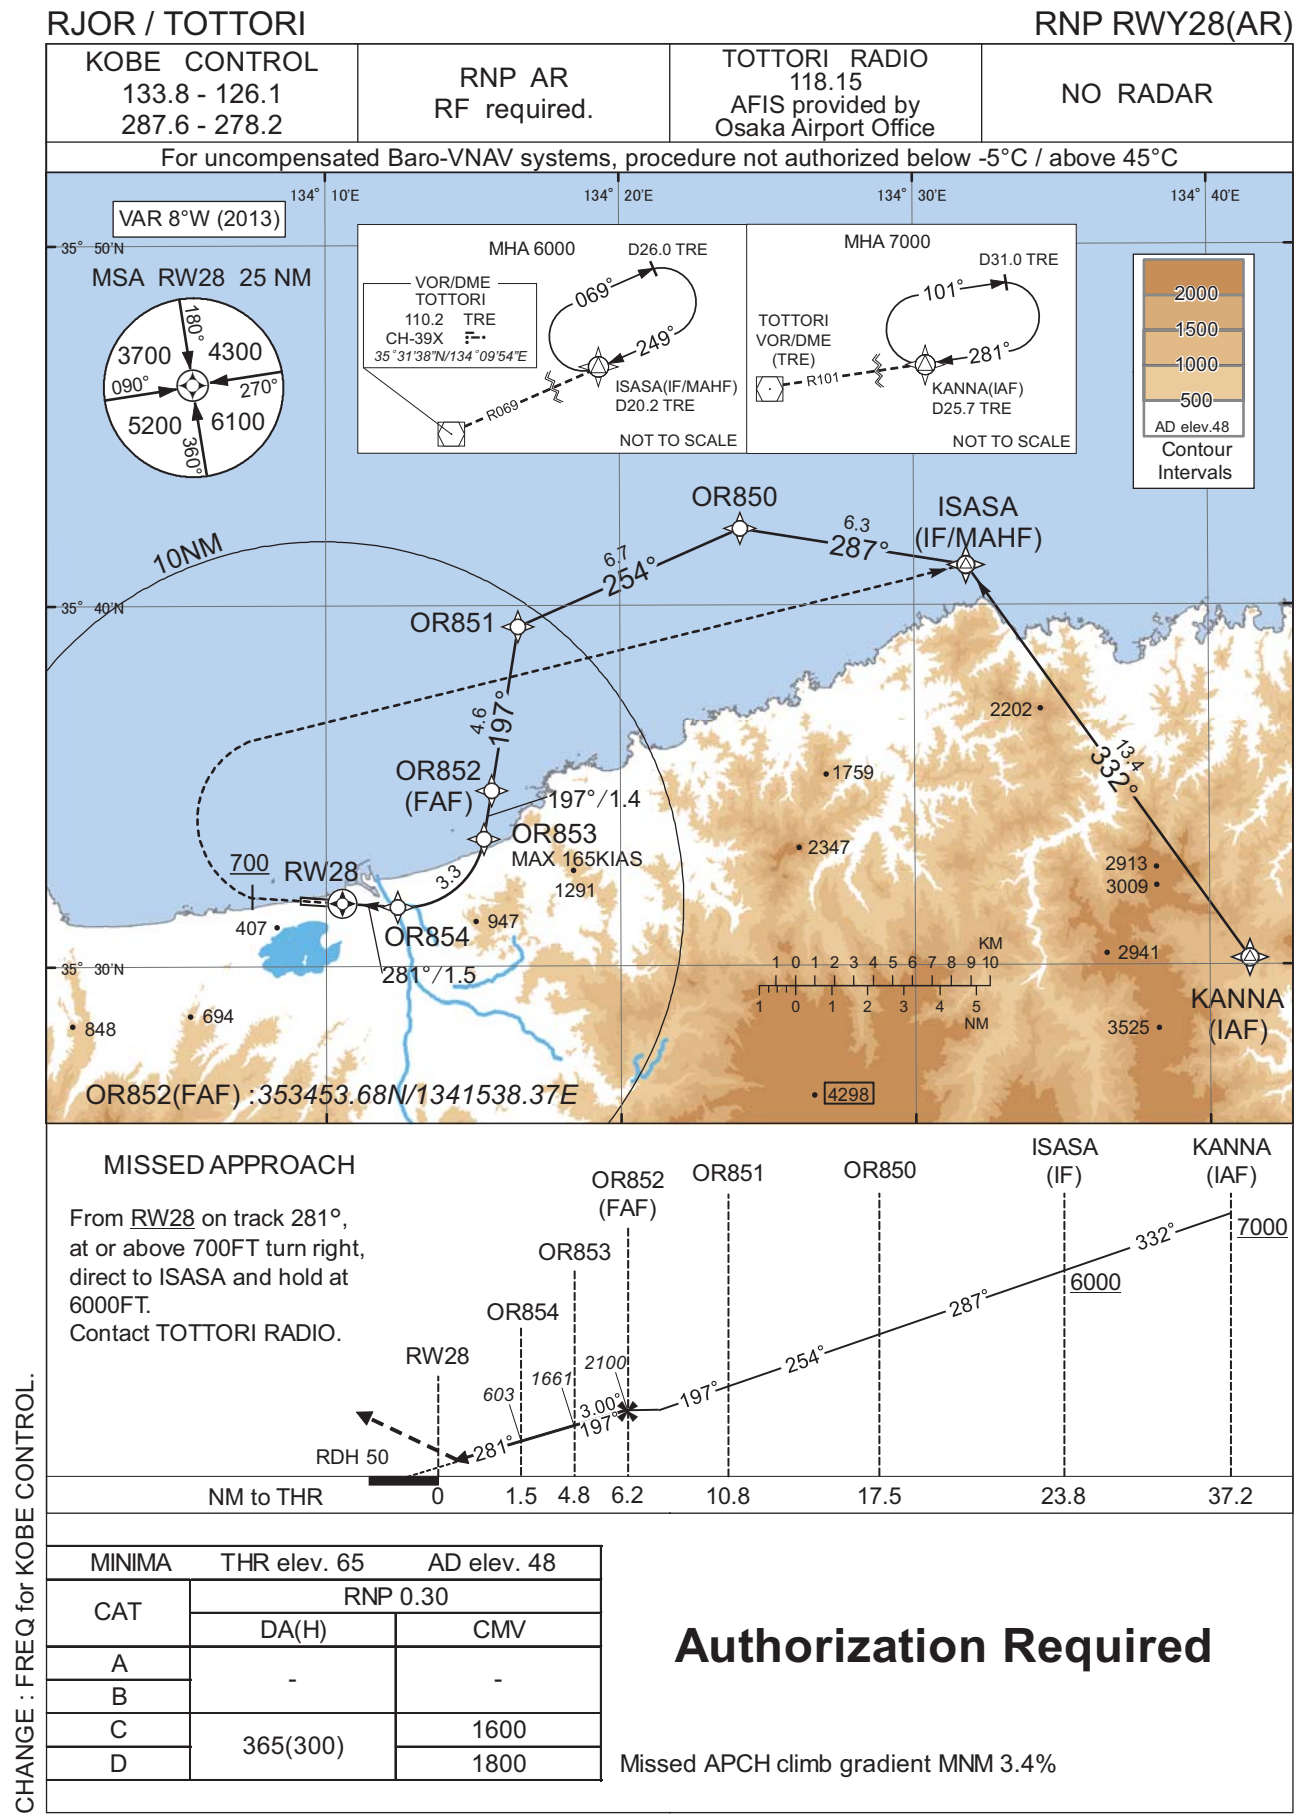 RJOR / TOTTORI
RNP RWY28(AR)
KOBE CONTROL
133.8 - 126.1
287.6 - 278.2
RNP AR
RF required.
TOTTORI RADIO
118.15
AFIS provided by
Osaka Airport Office
NO RADAR
For uncompensated Baro-VNAV systems, procedure not authorized below -5°C / above 45°C
134° 10'E
134° 20'E
134° 30'E
134° 40'E
VAR 8°W (2013)
35° 50'N
MSA RW28 25 NM
180°
3700
4300
090°
270°
5200
6100
360°
MHA 6000
D26.0 TRE
VOR/DME
TOTTORI
110.2 TRE
CH-39X
35°31'38"N/134°09'54"E
069°
249°
ISASA(IF/MAHF)
D20.2 TRE
R069
NOT TO SCALE
MHA 7000
D31.0 TRE
101°
TOTTORI
VOR/DME
(TRE)
281°
R101
KANNA(IAF)
D25.7 TRE
NOT TO SCALE
2000
1500
1000
500
AD elev.48
Contour
Intervals
OR850
ISASA
(IF/MAHF)
6.3
287°
10NM
6.7
254°
35° 40'N
OR851
4.6
197°
2202
13.4
332°
OR852
(FAF)
1759
197°/1.4
OR853
MAX 165KIAS
2347
700
RW28
3.3
1291
2913
3009
407
947
OR854
281°/1.5
2941
KM
1 0 1 2 3 4 5 6 7 8 9 10
1 0 1 2 3 4 5
NM
35° 30'N
KANNA
(IAF)
848
694
3525
OR852(FAF) :353453.68N/1341538.37E
4298
MISSED APPROACH
From RW28 on track 281°,
at or above 700FT turn right,
direct to ISASA and hold at
6000FT.
Contact TOTTORI RADIO.
ISASA
(IF)
KANNA
(IAF)
OR852
(FAF)
OR851
OR850
OR853
OR854
RW28
7000
332°
6000
287°
254°
197°
2100
1661
603
3.00°
197°
281°
RDH 50
NM to THR
0 1.5 4.8 6.2 10.8 17.5 23.8 37.2
MINIMA THR elev. 65 AD elev. 48
CAT
RNP 0.30
DA(H) CMV
A
B
- -
C
D
365(300)
1600
1800
Authorization Required
Missed APCH climb gradient MNM 3.4%
CHANGE : FREQ for KOBE CONTROL.